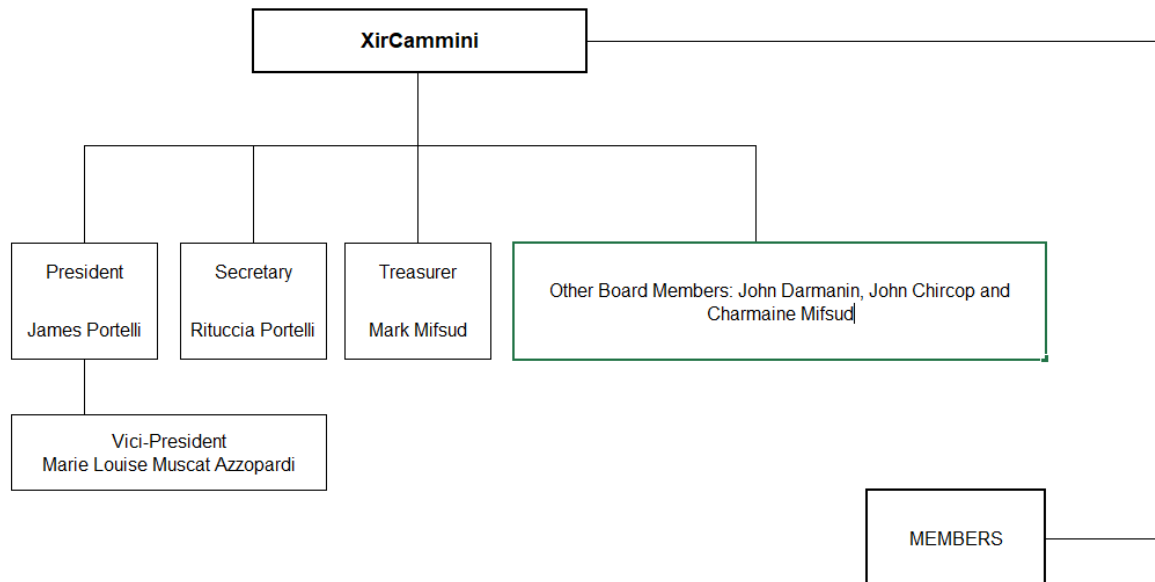 XirCammini
President
James Portelli
Secretary
Rituccia Portelli
Treasurer
Mark Mifsud
Other Board Members: John Darmanin, John Chircop and
Charmaine Mifsud
Vici-President
Marie Louise Muscat Azzopardi
MEMBERS